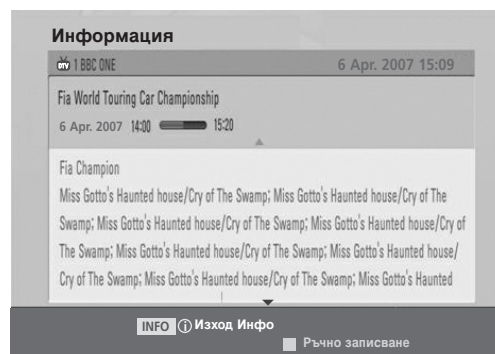 Информация
DTV 1 BBC ONE 6 Apr. 2007 15:09
Fia World Touring Car Championship
6 Apr. 2007 14:00 15:20
Fia Champion
Miss Gotto's Haunted house/Cry of The Swamp; Miss Gotto's Haunted house/Cry of The
Swamp; Miss Gotto's Haunted house/Cry of The Swamp; Miss Gotto's Haunted house/Cry of
The Swamp; Miss Gotto's Haunted house/Cry of The Swamp; Miss Gotto's Haunted house/
Cry of The Swamp; Miss Gotto's Haunted house/Cry of The Swamp; Miss Gotto's Haunted
INFO i Изход Инфо
Ръчно записване